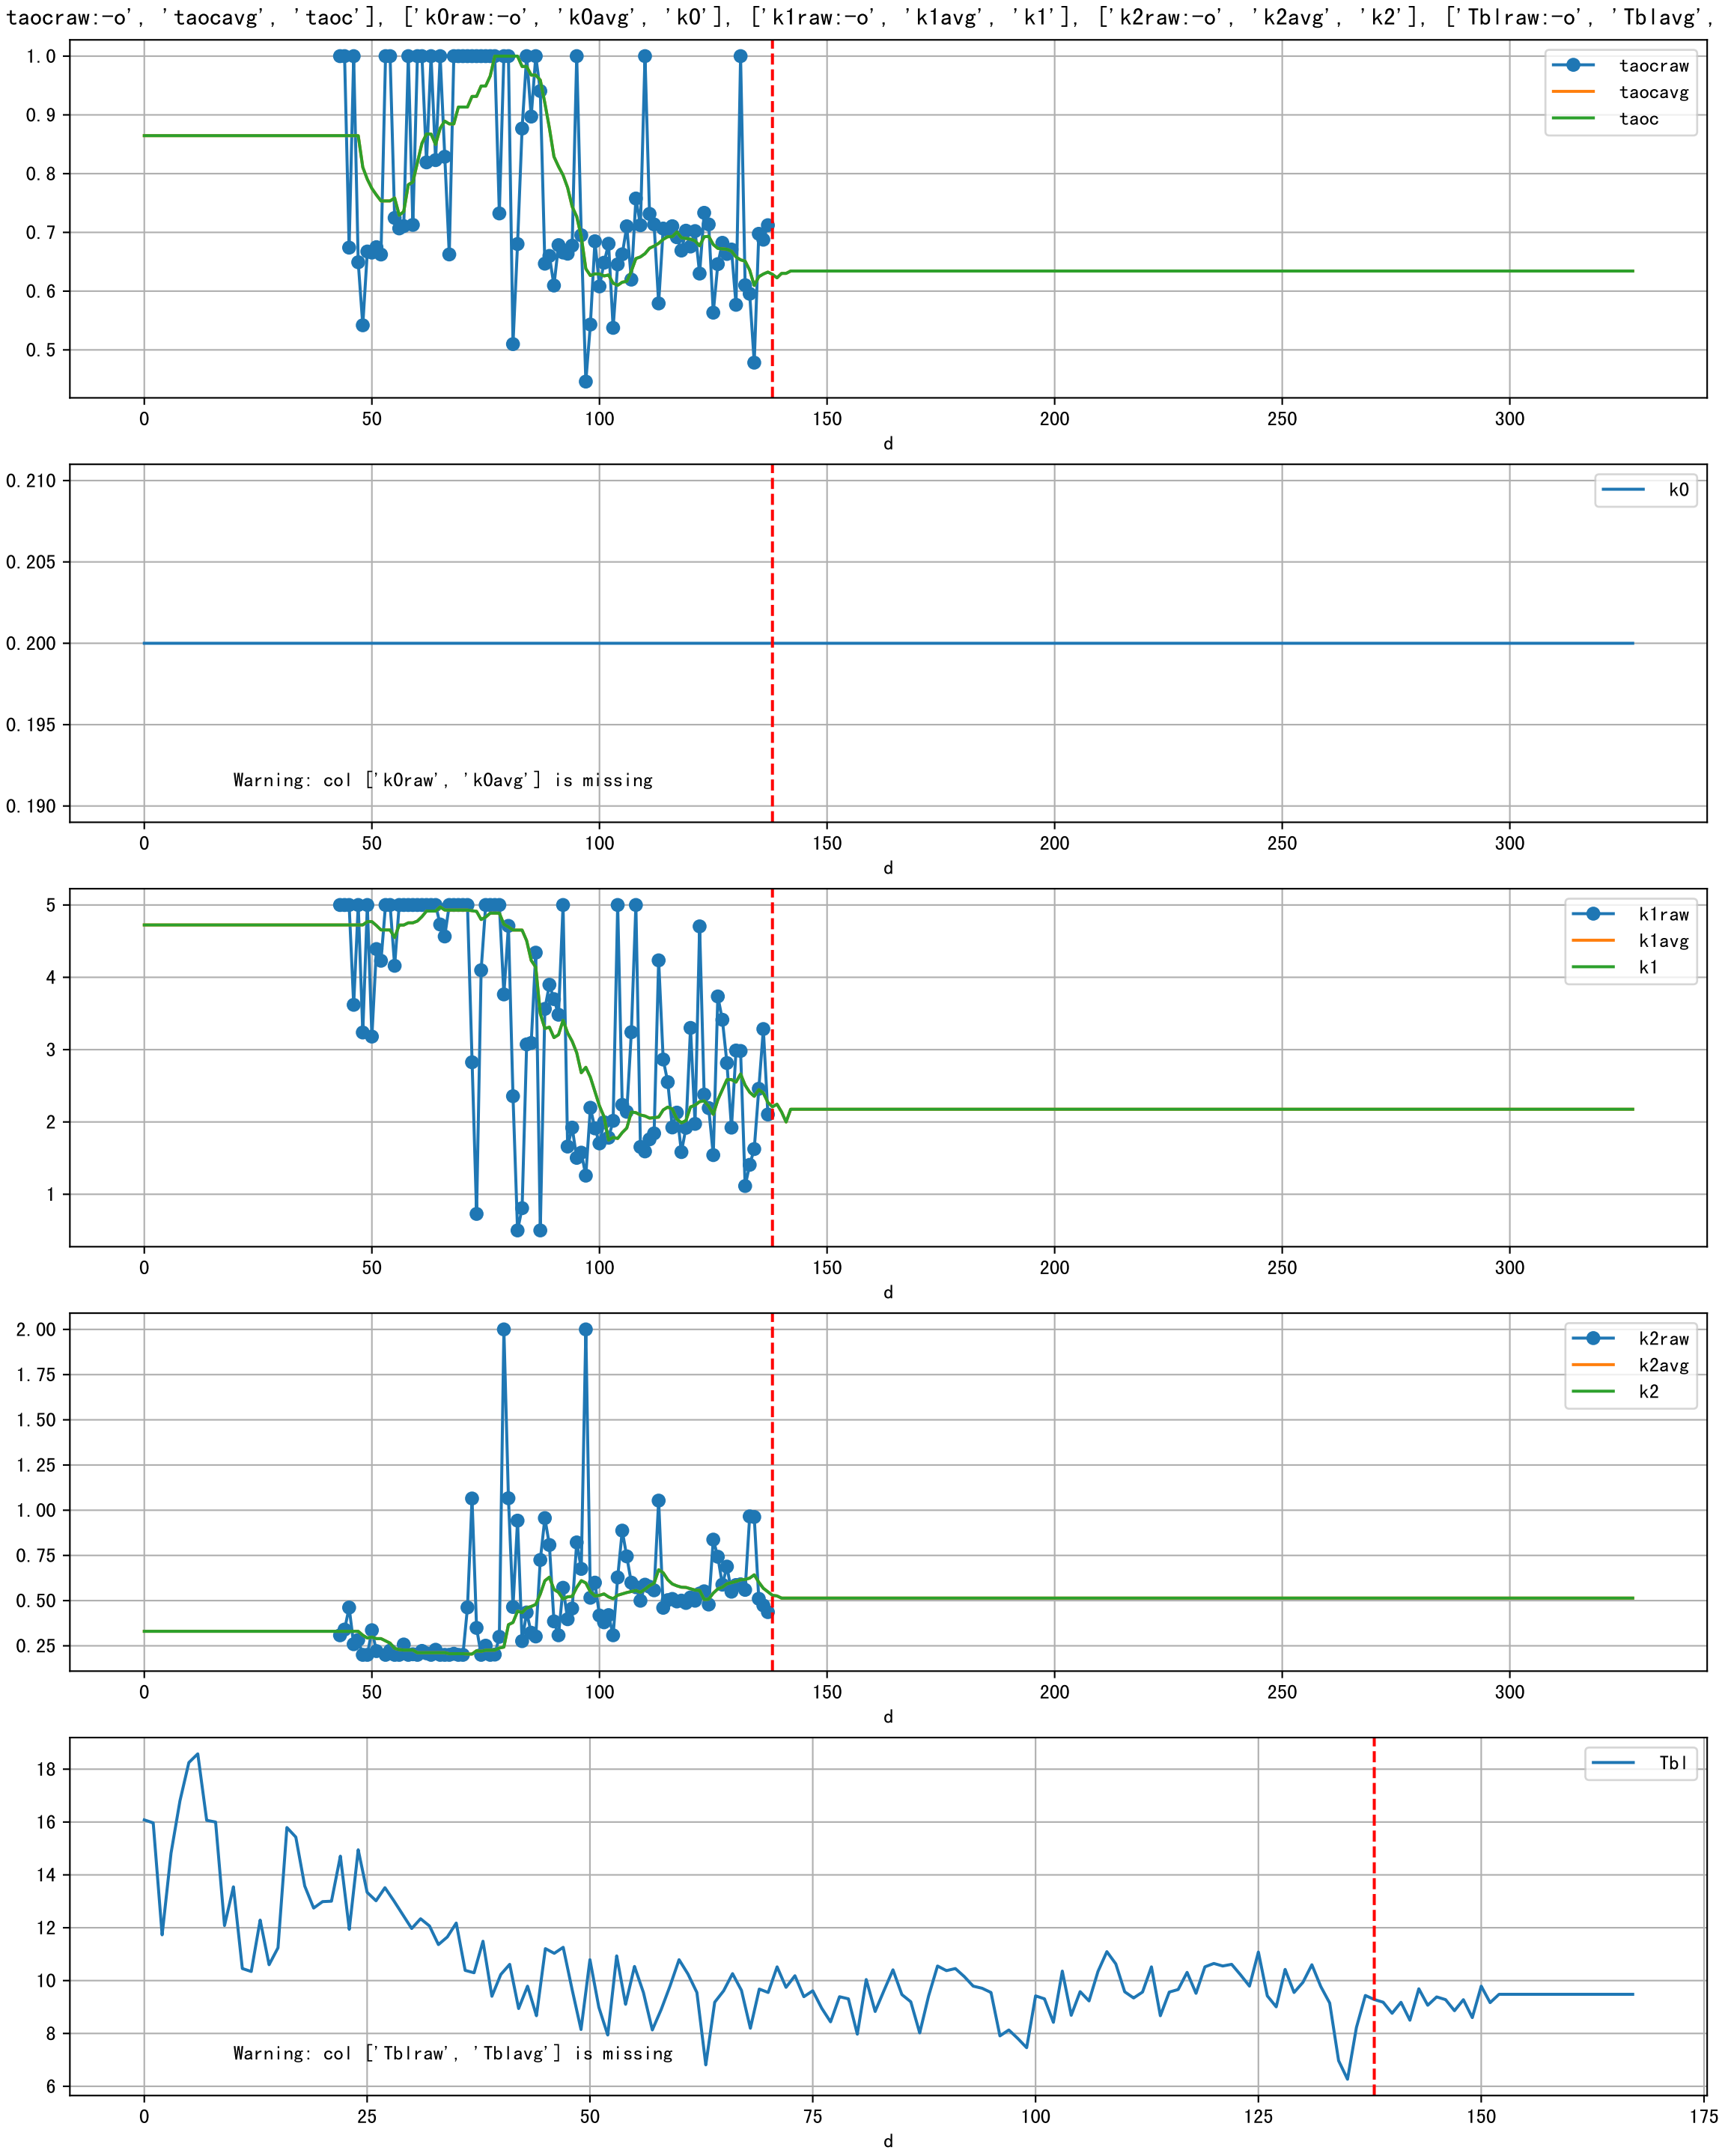 taocraw:-o', 'taocavg', 'taoc'], ['k0raw:-o', 'k0avg', 'k0'], ['k1raw:-o', 'k1avg', 'k1'], ['k2raw:-o', 'k2avg', 'k2'], ['Tblraw:-o', 'Tblavg',
1.0
0.9
0.8
0.7
0.6
0.5
taocraw
taocavg
taoc
0 50 100 150 200 250 300
d
0.210
0.205
0.200
0.195
0.190
k0
Warning: col ['k0raw', 'k0avg'] is missing
0 50 100 150 200 250 300
d
5
4
3
2
1
k1raw
k1avg
k1
0 50 100 150 200 250 300
d
2.00
1.75
1.50
1.25
1.00
0.75
0.50
0.25
k2raw
k2avg
k2
0 50 100 150 200 250 300
d
18
16
14
12
10
8
6
Tbl
Warning: col ['Tblraw', 'Tblavg'] is missing
0 25 50 75 100 125 150 175
d